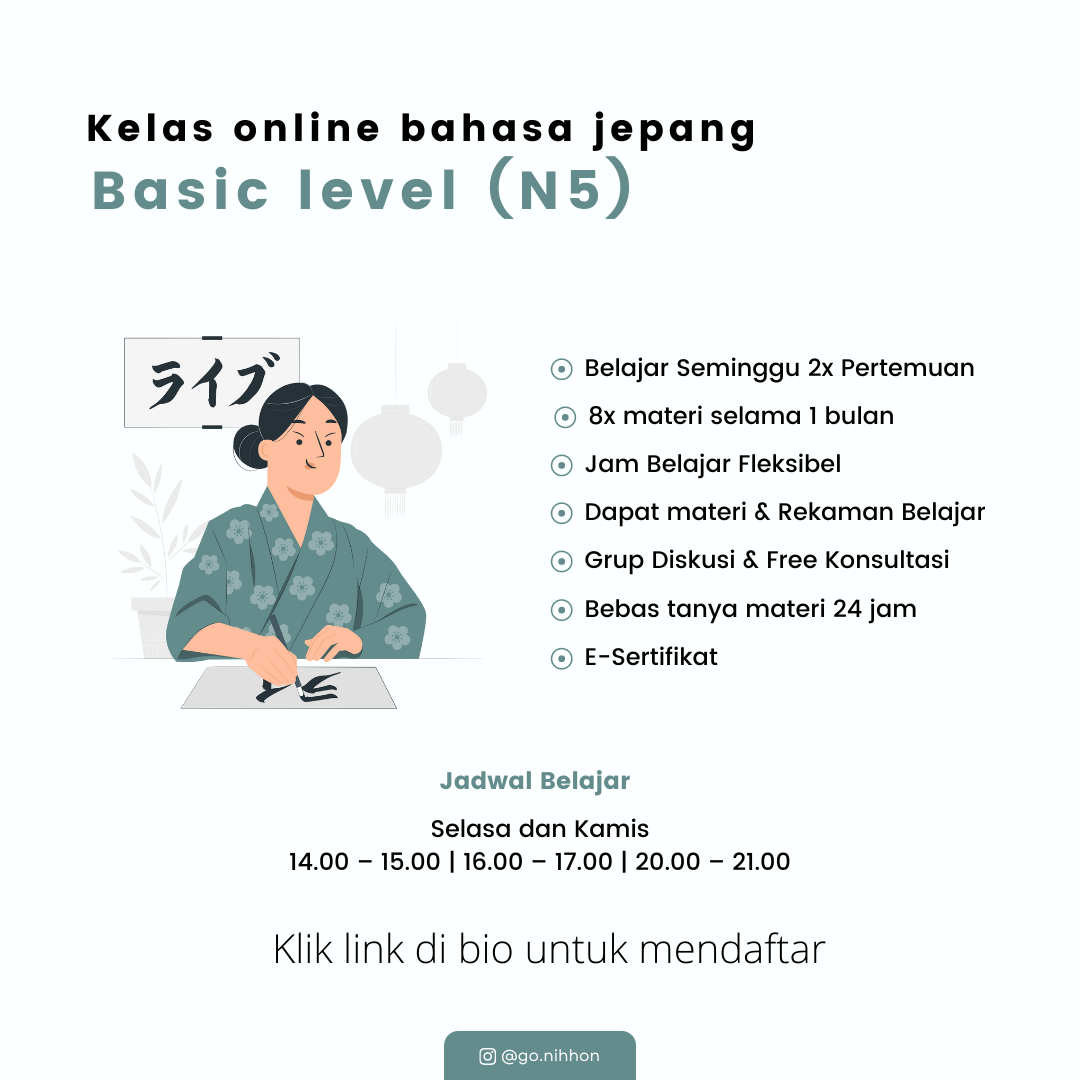 Kelas online bahasa jepang
Basic level (N5)
ライブ
Belajar Seminggu 2x Pertemuan
8x materi selama 1 bulan
Jam Belajar Fleksibel
Dapat materi & Rekaman Belajar
Grup Diskusi & Free Konsultasi
Bebas tanya materi 24 jam
E-Sertifikat
Jadwal Belajar
Selasa dan Kamis
14.00 – 15.00 | 16.00 – 17.00 | 20.00 – 21.00
Klik link di bio untuk mendaftar
@go.nihhon